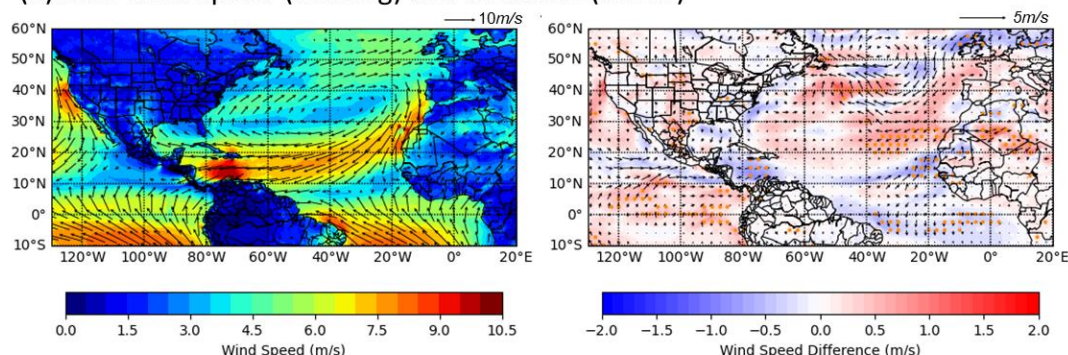 10m/s
5m/s
60°N
50°N
40°N
30°N
20°N
10°N
0°
10°S
120°W 100°W 80°W 60°W 40°W 20°W 0° 20°E
60°N
50°N
40°N
30°N
20°N
10°N
0°
10°S
120°W 100°W 80°W 60°W 40°W 20°W 0° 20°E
0.0 1.5 3.0 4.5 6.0 7.5 9.0 10.5
Wind Speed (m/s)
−2.0 −1.5 −1.0 −0.5 0.0 0.5 1.0 1.5 2.0
Wind Speed Difference (m/s)